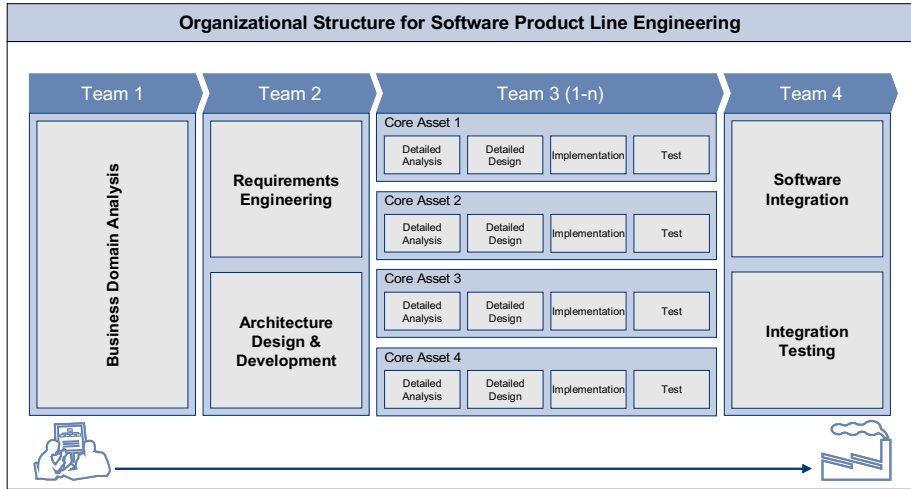 Organizational Structure for Software Product Line Engineering
Team 1
Team 2
Team 3 (1-n)
Team 4
Business Domain Analysis
Requirements
Engineering
Architecture
Design &
Development
Core Asset 1
Detailed
Analysis
Detailed
Design
Implementation
Test
Core Asset 2
Detailed
Analysis
Detailed
Design
Implementation
Test
Core Asset 3
Detailed
Analysis
Detailed
Design
Implementation
Test
Core Asset 4
Detailed
Analysis
Detailed
Design
Implementation
Test
Software
Integration
Integration
Testing